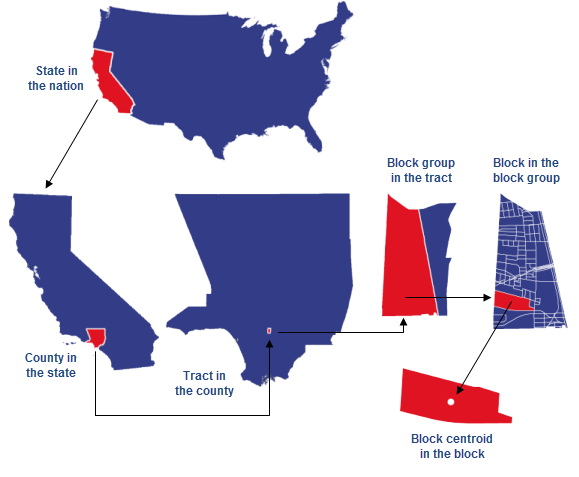 State in
the nation
Block group
in the tract
Block in the
block group
County in
the state
Tract in
the county
Block centroid
in the block